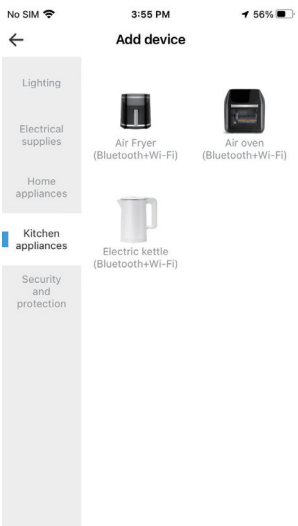 No SIM 3:55 PM 56%
Add device
Lighting
Electrical
supplies
Home
appliances
Kitchen
appliances
Security
and
protection
Air Fryer
(Bluetooth+Wi-Fi)
Air oven
(Bluetooth+Wi-Fi)
Electric kettle
(Bluetooth+Wi-Fi)